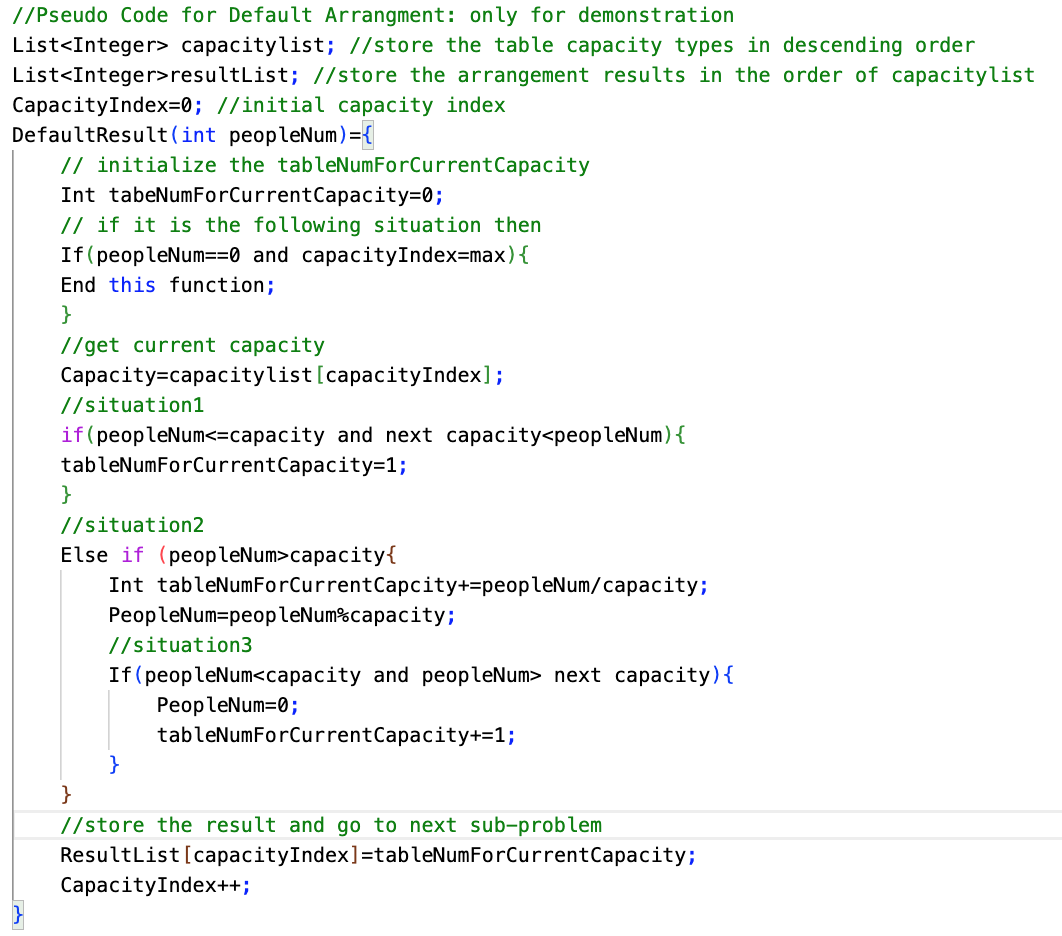 //Pseudo Code for Default Arrangment: only for demonstration
List<Integer> capacitylist; //store the table capacity types in descending order
List<Integer>resultList; //store the arrangement results in the order of capacitylist
CapacityIndex=0; //initial capacity index
DefaultResult(int peopleNum)={
// initialize the tableNumForCurrentCapacity
Int tabeNumForCurrentCapacity=0;
// if it is the following situation then
If(peopleNum==0 and capacityIndex=max){
End this function;
}
//get current capacity
Capacity=capacitylist[capacityIndex];
//situation1
if(peopleNum<=capacity and next capacity<peopleNum){
tableNumForCurrentCapacity=1;
}
//situation2
Else if (peopleNum>capacity{
Int tableNumForCurrentCapcity+=peopleNum/capacity;
PeopleNum=peopleNum%capacity;
//situation3
If(peopleNum<capacity and peopleNum> next capacity){
PeopleNum=0;
tableNumForCurrentCapacity+=1;
}
}
//store the result and go to next sub-problem
ResultList[capacityIndex]=tableNumForCurrentCapacity;
CapacityIndex++;
}